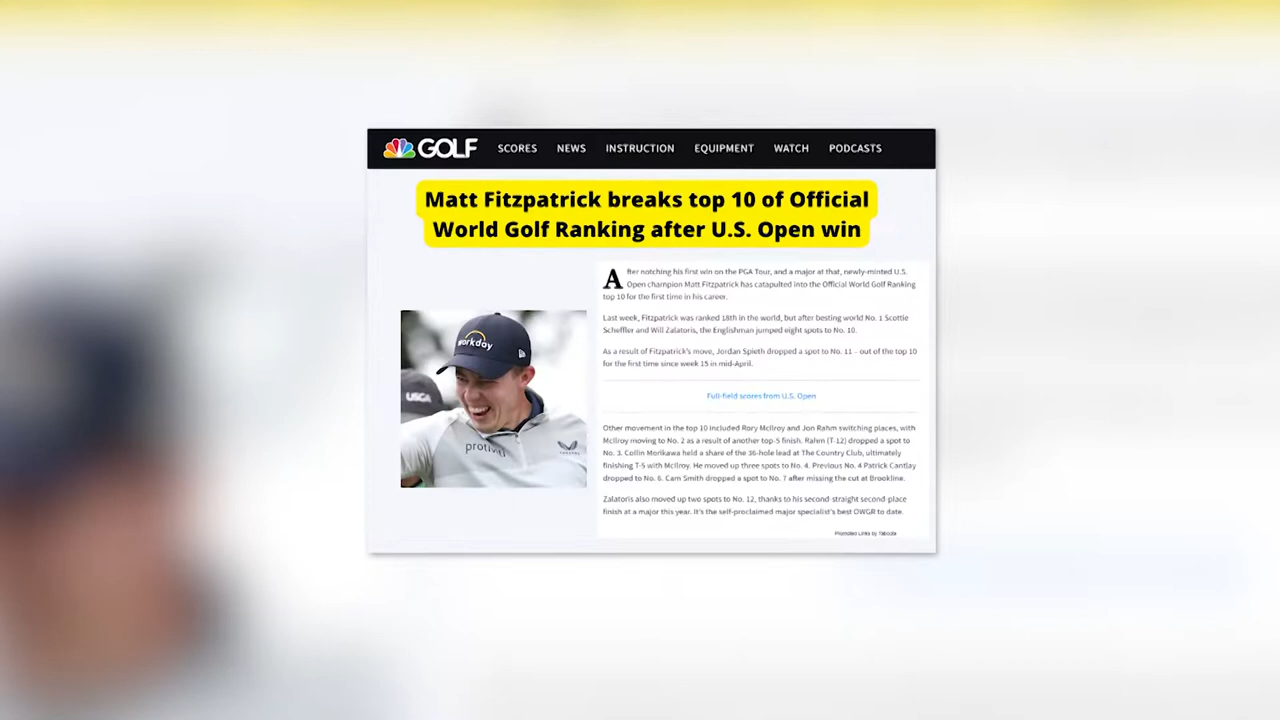 GOLF SCORES NEWS INSTRUCTION EQUIPMENT WATCH PODCASTS
Matt Fitzpatrick breaks top 10 of Official
World Golf Ranking after U.S. Open win
After notching his first win on the PGA Tour, and a major at that, newly-minted U.S.
Open champion Matt Fitzpatrick has catapulted into the Official World Golf Ranking
top 10 for the first time in his career.
Last week, Fitzpatrick was ranked 18th in the world, but after besting world No. 1 Scottie
Scheffler and Will Zalatoris, the Englishman jumped eight spots to No. 10.
As a result of Fitzpatrick's move, Jordan Spieth dropped a spot to No. 11 – out of the top 10
for the first time since week 15 in mid-April.
Full-field scores from U.S. Open
Other movement in the top 10 included Rory McIlroy and Jon Rahm switching places, with
McIlroy moving to No. 2 as a result of another top-5 finish. Rahm (T-12) dropped a spot to
No. 3. Collin Morikawa held a share of the 36-hole lead at The Country Club, ultimately
finishing T-5 with McIlroy. He moved up three spots to No. 4. Previous No. 4 Patrick Cantlay
dropped to No. 6. Cam Smith dropped a spot to No. 7 after missing the cut at Brookline.
Zalatoris also moved up two spots to No. 12, thanks to his second-straight second-place
finish at a major this year. It's the self-proclaimed major specialist's best OWGR to date.
Promoted Links by Taboola
workday
USGA
protiviti